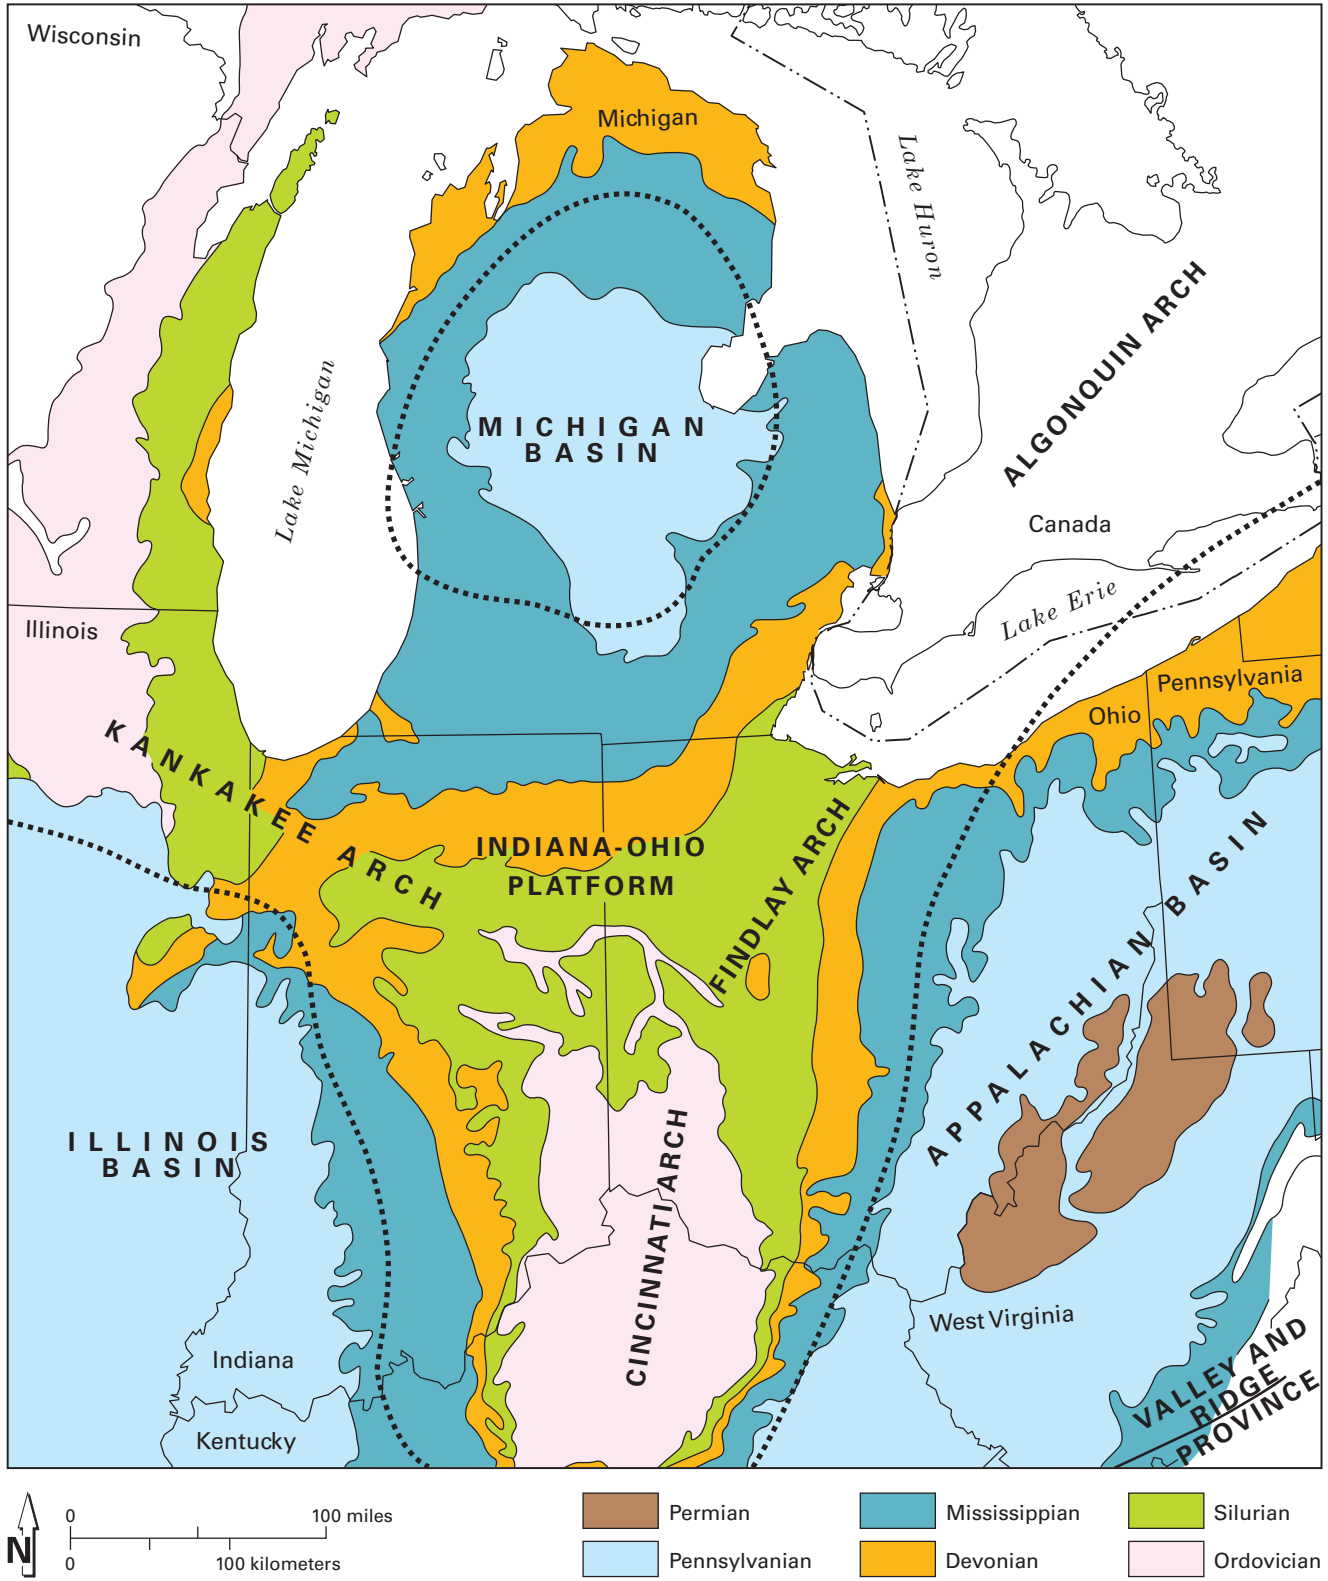 Wisconsin
Michigan
Lake Huron
ALGONQUIN ARCH
Lake Michigan
MICHIGAN
BASIN
Canada
Lake Erie
Illinois
Pennsylvania
Ohio
KANKAKEE ARCH
INDIANA-OHIO
PLATFORM
FINDLAY ARCH
APPALACHIAN BASIN
ILLINOIS
BASIN
CINCINNATI ARCH
West Virginia
Indiana
VALLEY AND
RIDGE
PROVINCE
Kentucky
N
0 100 miles
0 100 kilometers
Permian
Pennsylvanian
Mississippian
Devonian
Silurian
Ordovician